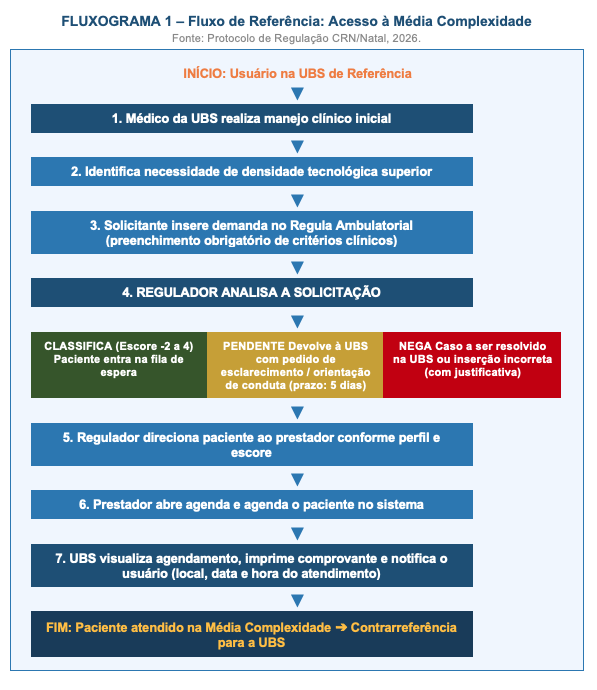 FLUXOGRAMA 1 – Fluxo de Referência: Acesso à Média Complexidade
Fonte: Protocolo de Regulação CRN/Natal, 2026.
INÍCIO: Usuário na UBS de Referência
1. Médico da UBS realiza manejo clínico inicial
2. Identifica necessidade de densidade tecnológica superior
3. Solicitante insere demanda no Regula Ambulatorial
(preenchimento obrigatório de critérios clínicos)
4. REGULADOR ANALISA A SOLICITAÇÃO
CLASSIFICA (Escore -2 a 4)
Paciente entra na fila de
espera
PENDENTE Devolve à UBS
com pedido de
esclarecimento / orientação
de conduta (prazo: 5 dias)
NEGA Caso a ser resolvido
na UBS ou inserção incorreta
(com justificativa)
5. Regulador direciona paciente ao prestador conforme perfil e
escore
6. Prestador abre agenda e agenda o paciente no sistema
7. UBS visualiza agendamento, imprime comprovante e notifica o
usuário (local, data e hora do atendimento)
FIM: Paciente atendido na Média Complexidade ➔ Contrarreferência
para a UBS